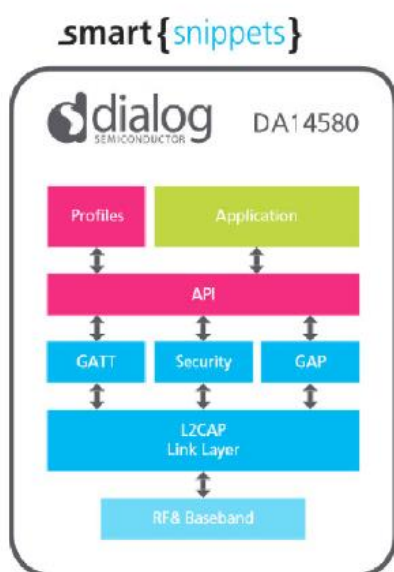 .smart{snippets}
dialog
SEMICONDUCTOR
DA14580
Profiles
Application
API
GATT
Security
GAP
L2CAP
Link Layer
RF& Baseband